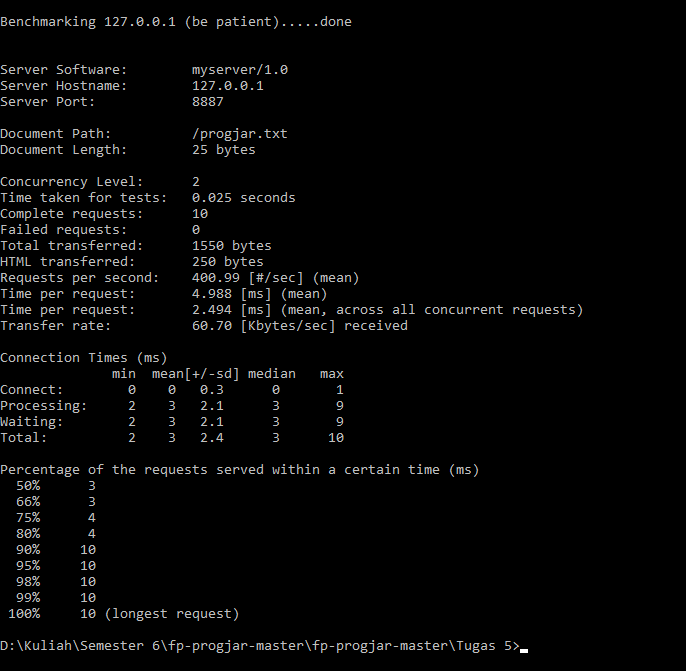 Benchmarking 127.0.0.1 (be patient).....done
Server Software:        myserver/1.0
Server Hostname:        127.0.0.1
Server Port:            8887
Document Path:          /progjar.txt
Document Length:        25 bytes
Concurrency Level:      2
Time taken for tests:   0.025 seconds
Complete requests:      10
Failed requests:        0
Total transferred:      1550 bytes
HTML transferred:       250 bytes
Requests per second:    400.99 [#/sec] (mean)
Time per request:       4.988 [ms] (mean)
Time per request:       2.494 [ms] (mean, across all concurrent requests)
Transfer rate:          60.70 [Kbytes/sec] received
Connection Times (ms)
              min  mean[+/-sd] median   max
Connect:        0    0   0.3      0       1
Processing:     2    3   2.1      3       9
Waiting:        2    3   2.1      3       9
Total:          2    3   2.4      3      10
Percentage of the requests served within a certain time (ms)
  50%      3
  66%      3
  75%      4
  80%      4
  90%     10
  95%     10
  98%     10
  99%     10
 100%     10 (longest request)
D:\Kuliah\Semester 6\fp-progjar-master\fp-progjar-master\Tugas 5>